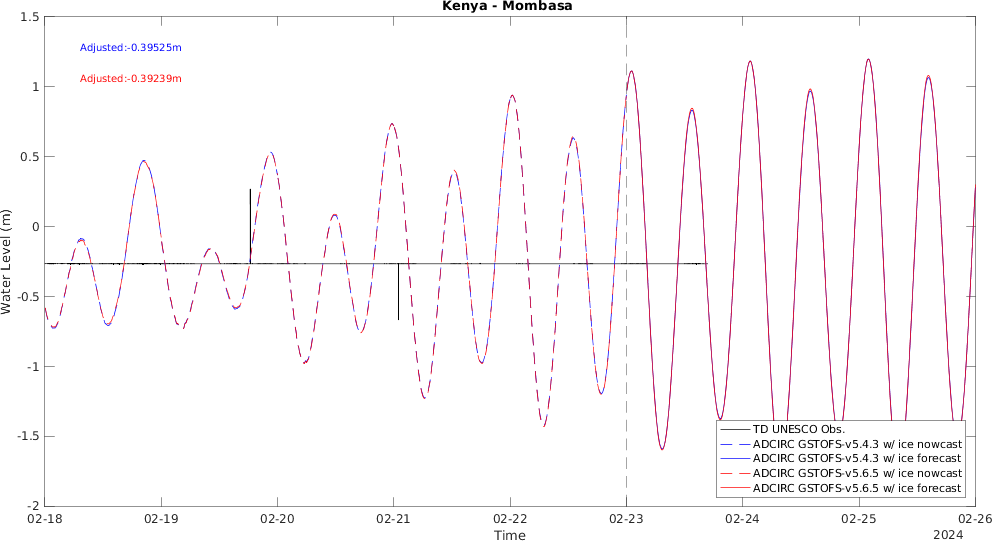 Kenya - Mombasa
Adjusted:-0.39525m
Adjusted:-0.39239m
1.5
1
0.5
0
-0.5
-1
-1.5
-2
Water Level (m)
TD UNESCO Obs.
ADCIRC GSTOFS-v5.4.3 w/ ice nowcast
ADCIRC GSTOFS-v5.4.3 w/ ice forecast
ADCIRC GSTOFS-v5.6.5 w/ ice nowcast
ADCIRC GSTOFS-v5.6.5 w/ ice forecast
02-18 02-19 02-20 02-21 02-22 02-23 02-24 02-25 02-26
Time
2024